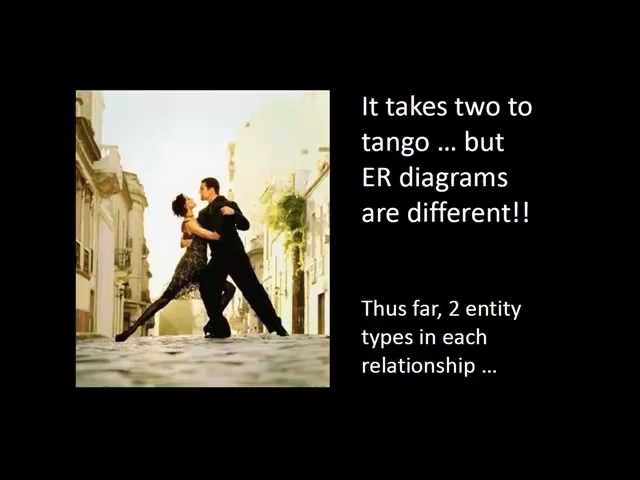 It takes two to
tango … but
ER diagrams
are different!!
Thus far, 2 entity
types in each
relationship …